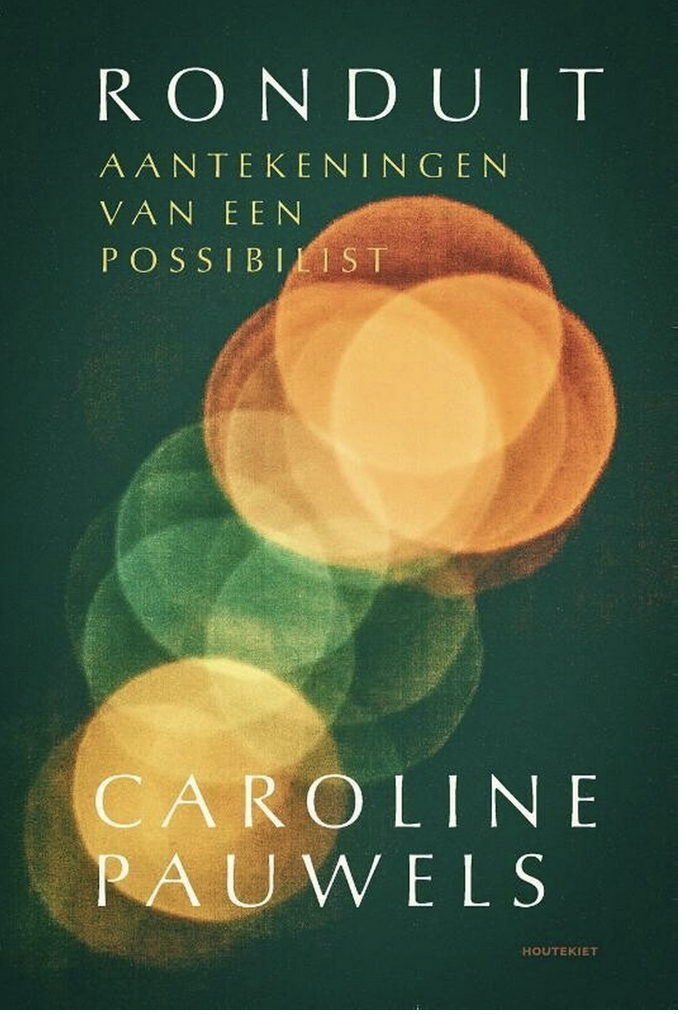 RONDUIT
AANTEKENINGEN
VAN EEN
POSSIBILIST
CAROLINE
PAUWELS
HOUTEKIET